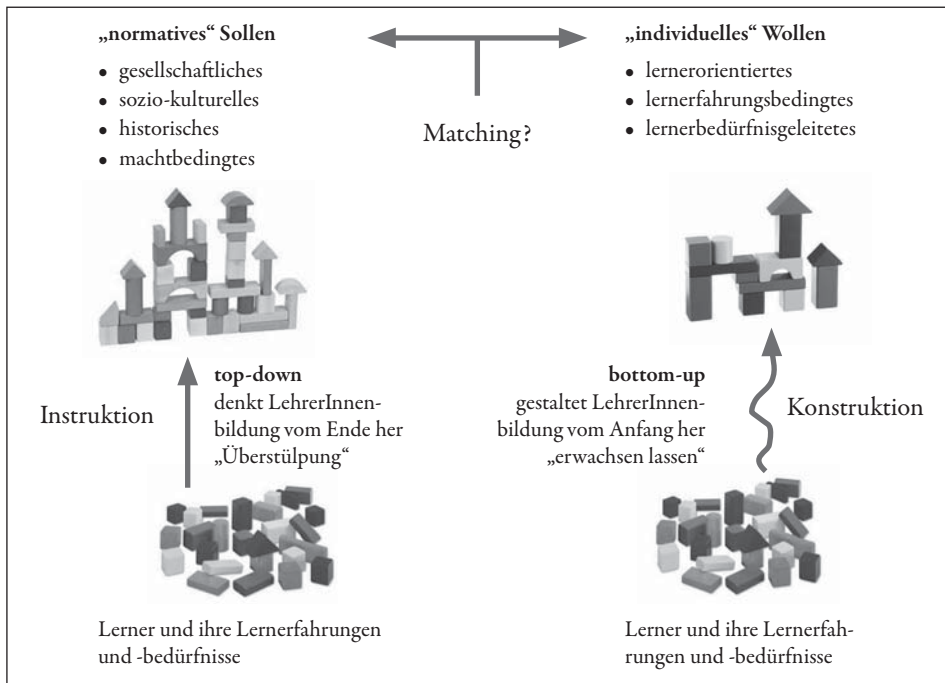 „normatives“ Sollen
• gesellschaftliches
• sozio-kulturelles
• historisches
• machtbedingtes
Matching?
„individuelles“ Wollen
• lernerorientiertes
• lernerfahrungsbedingtes
• lernerbedürfnisgeleitetes
Instruktion
top-down
denkt LehrerInnen-
bildung vom Ende her
„Überstülpung“
bottom-up
gestaltet LehrerInnen-
bildung vom Anfang her
„erwachsen lassen“
Konstruktion
Lerner und ihre Lernerfahrungen
und -bedürfnisse
Lerner und ihre Lernerfah-
rungen und -bedürfnisse